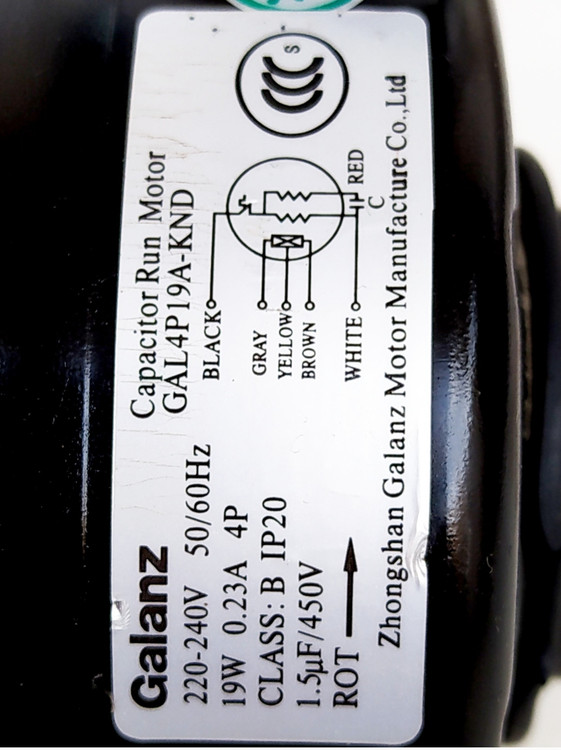 Galanz
Capacitor Run Motor
220-240V 50/60Hz
GAL4P19A-KND
19W 0.23A 4P
CLASS: B IP20
1.5μF/450V
ROT
BLACK
GRAY
YELLOW
BROWN
WHITE
RED
C
CCC
S
Zhongshan Galanz Motor Manufacture Co.,Ltd